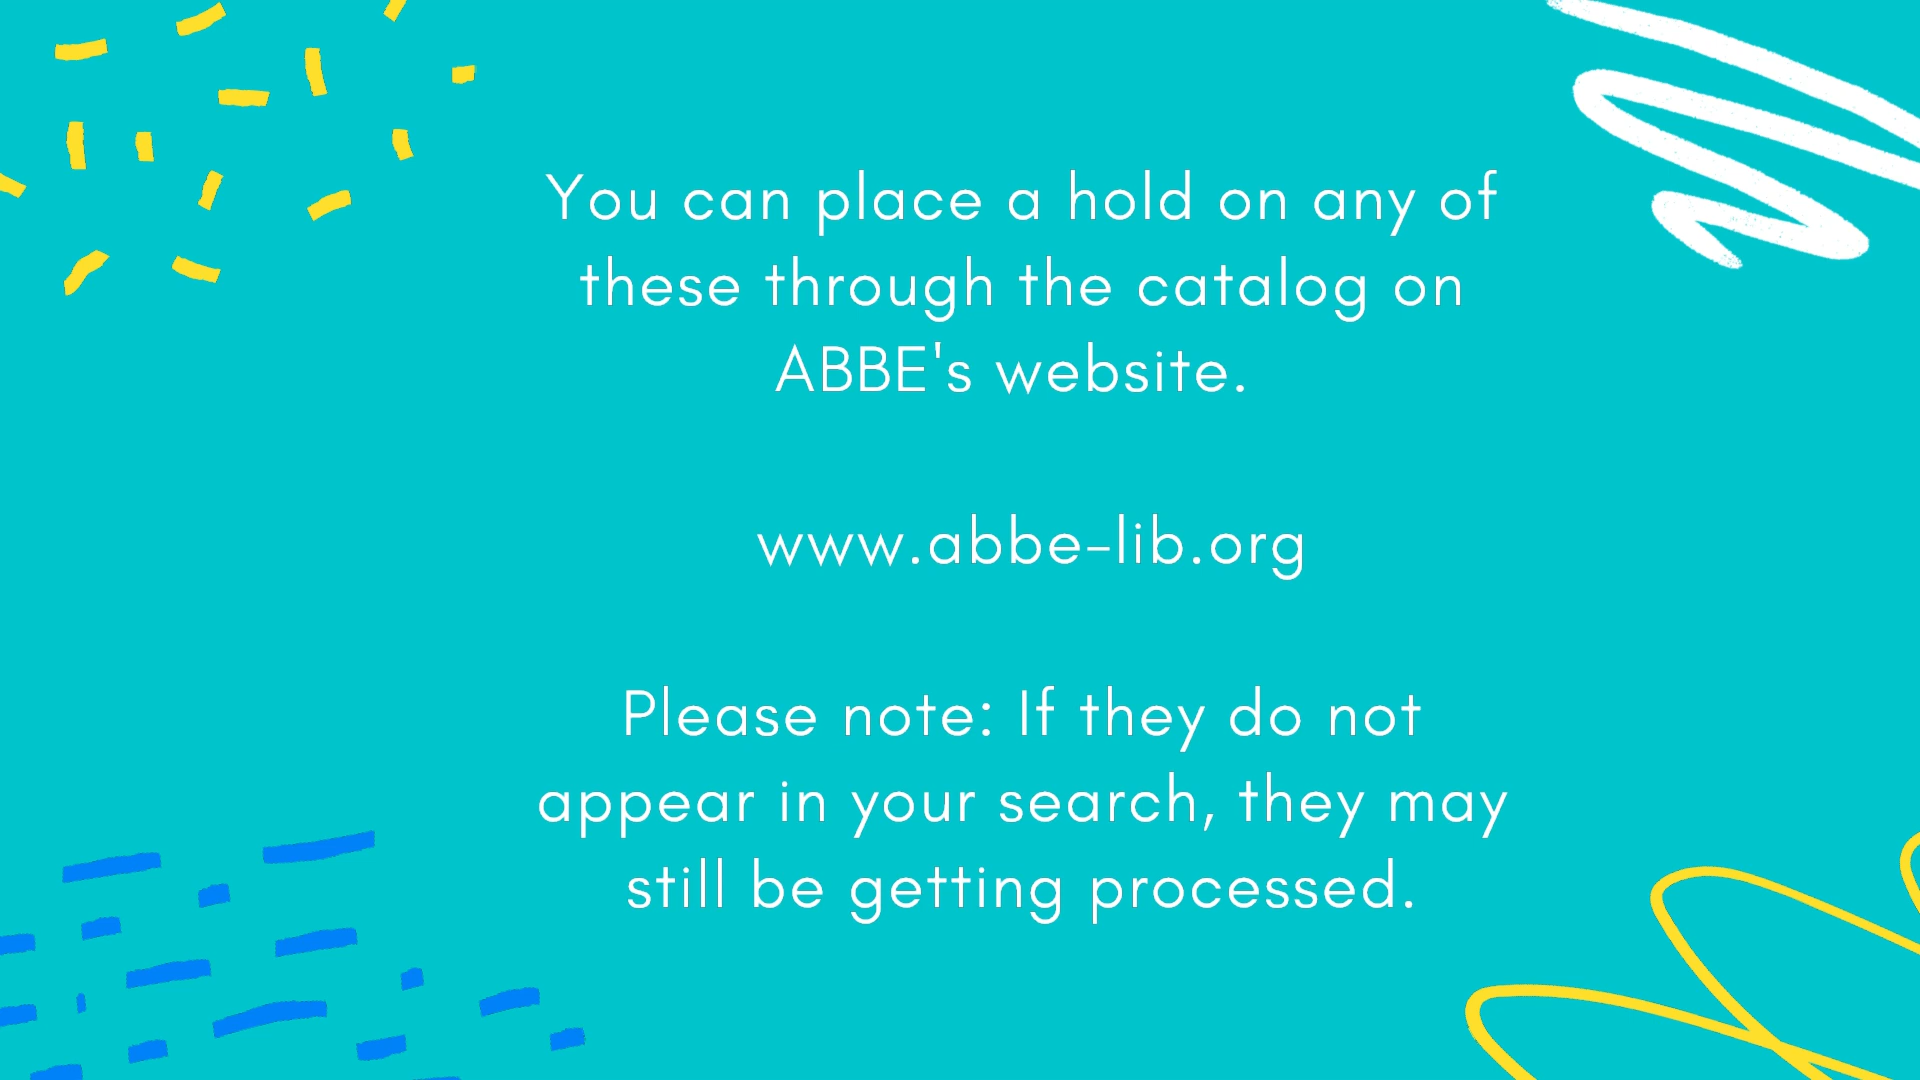 You can place a hold on any of
these through the catalog on
ABBE's website.
www.abbe-lib.org
Please note: If they do not
appear in your search, they may
still be getting processed.